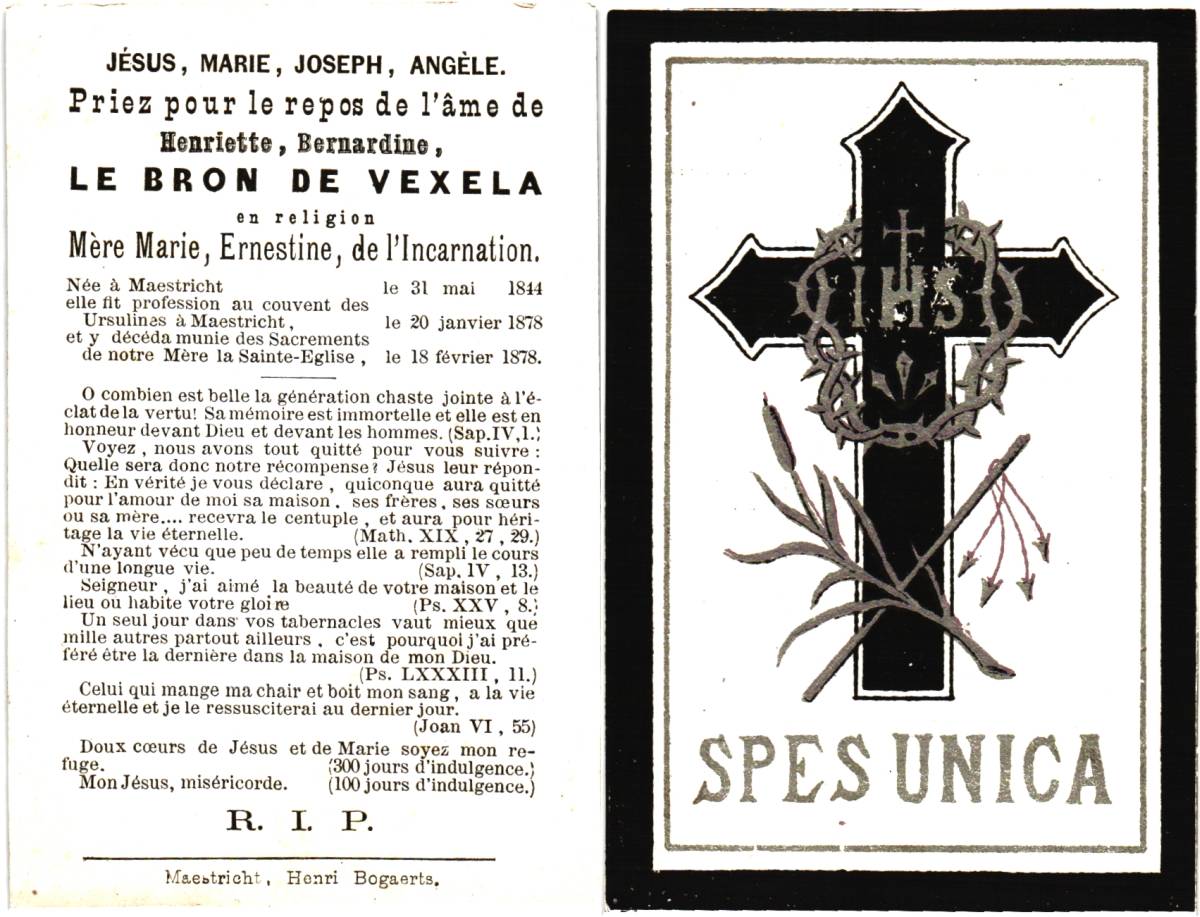 JÉSUS, MARIE, JOSEPH, ANGÈLE.
Priez pour le repos de l'âme de
Henriette, Bernardine,
LE BRON DE VEXELA
en religion
Mère Marie, Ernestine, de l'Incarnation.
Née à Maestricht le 31 mai 1844
elle fit profession au couvent des
Ursulines à Maestricht, le 20 janvier 1878
et y décéda munie des Sacrements
de notre Mère la Sainte-Eglise, le 18 février 1878.
O combien est belle la génération chaste jointe à l'é-
clat de la vertu! Sa mémoire est immortelle et elle est en
honneur devant Dieu et devant les hommes. (Sap. IV, 1.)
Voyez, nous avons tout quitté pour vous suivre :
Quelle sera donc notre récompense? Jésus leur répon-
dit : En vérité je vous déclare, quiconque aura quitté
pour l'amour de moi sa maison, ses frères, ses sœurs
ou sa mère.... recevra le centuple, et aura pour héri-
tage la vie éternelle. (Math. XIX, 27, 29.)
N'ayant vécu que peu de temps elle a rempli le cours
d'une longue vie. (Sap. IV, 13.)
Seigneur, j'ai aimé la beauté de votre maison et le
lieu ou habite votre gloire (Ps. XXV, 8.)
Un seul jour dans vos tabernacles vaut mieux que
mille autres partout ailleurs, c'est pourquoi j'ai pré-
féré être la dernière dans la maison de mon Dieu.
(Ps. LXXXIII, 11.)
Celui qui mange ma chair et boit mon sang, a la vie
éternelle et je le ressusciterai au dernier jour.
(Joan VI, 55)
Doux cœurs de Jésus et de Marie soyez mon re-
fuge. (300 jours d'indulgence.)
Mon Jésus, miséricorde. (100 jours d'indulgence.)
R. I. P.
Maestricht, Henri Bogaerts.
IHS
SPES UNICA